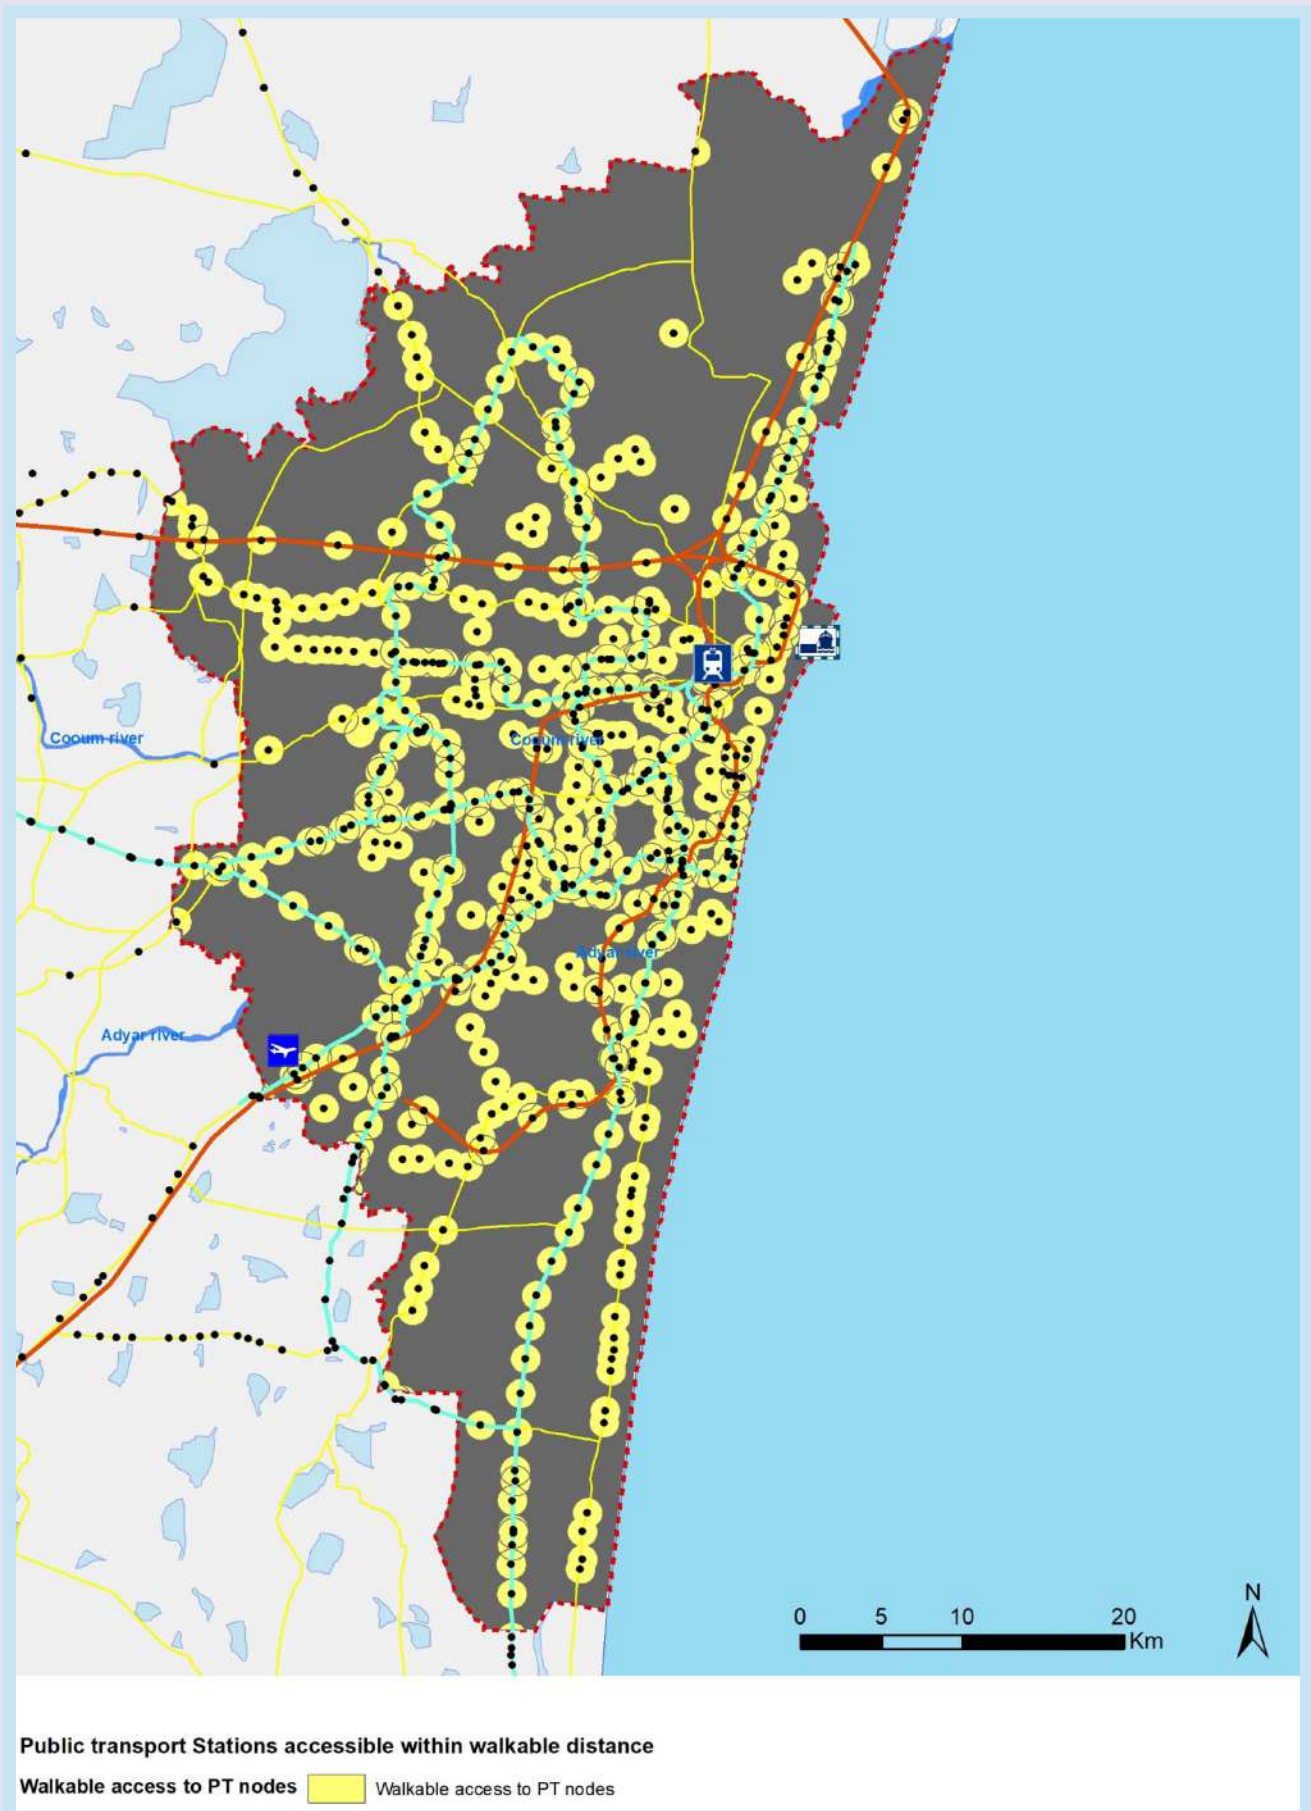 Cooum river
Cooum river
Adyar river
Adyar river
N
0 5 10 20
Km
Public transport Stations accessible within walkable distance
Walkable access to PT nodes Walkable access to PT nodes